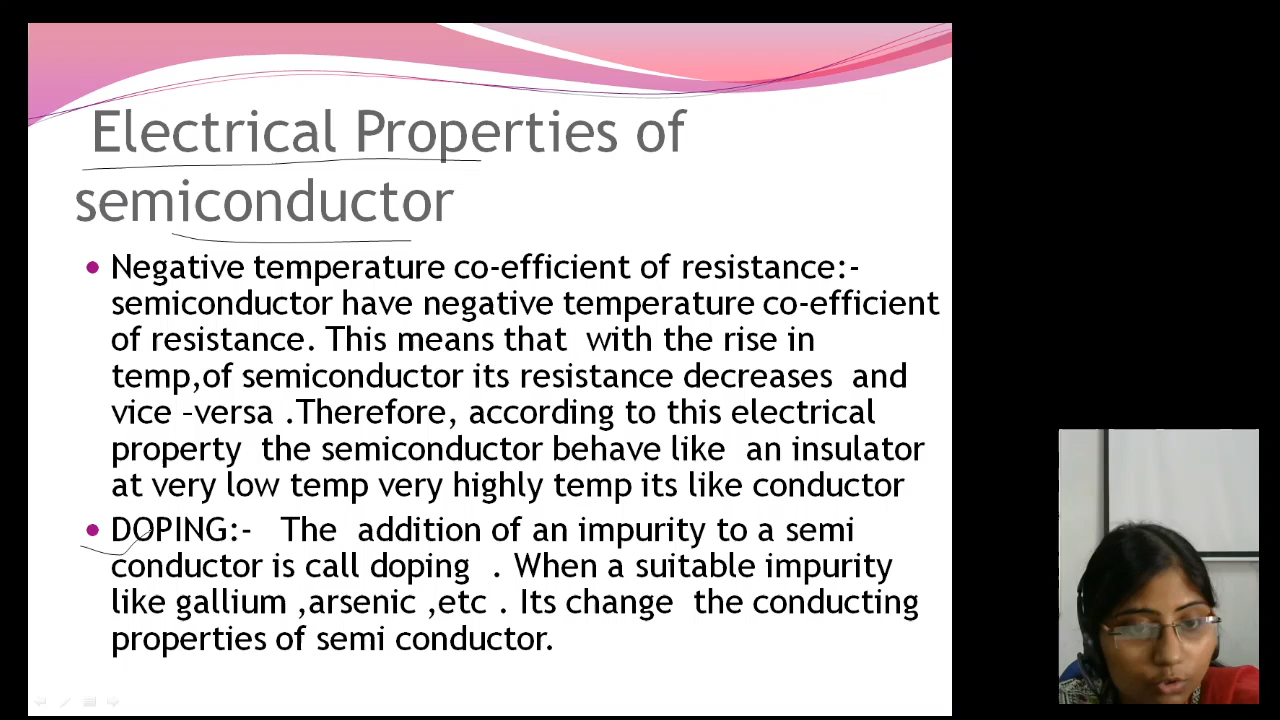 Electrical Properties of
semiconductor
• Negative temperature co-efficient of resistance:-
semiconductor have negative temperature co-efficient
of resistance. This means that with the rise in
temp,of semiconductor its resistance decreases and
vice –versa .Therefore, according to this electrical
property the semiconductor behave like an insulator
at very low temp very highly temp its like conductor
• DOPING:- The addition of an impurity to a semi
conductor is call doping . When a suitable impurity
like gallium ,arsenic ,etc . Its change the conducting
properties of semi conductor.